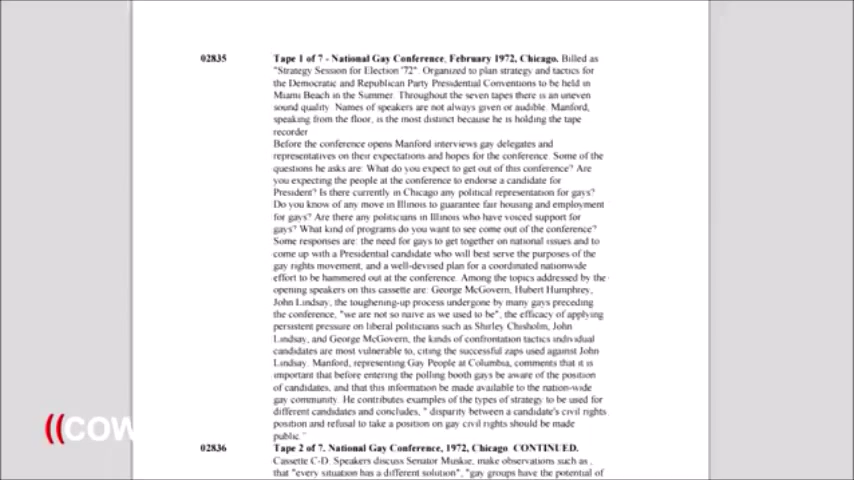 02835 Tape 1 of 7 - National Gay Conference, February 1972, Chicago. Billed as
"Strategy Session for Election '72". Organized to plan strategy and tactics for
the Democratic and Republican Party Presidential Conventions to be held in
Miami Beach in the Summer. Throughout the seven tapes there is an uneven
sound quality. Names of speakers are not always given or audible. Manford,
speaking from the floor, is the most distinct because he is holding the tape
recorder
Before the conference opens Manford interviews gay delegates and
representatives on their expectations and hopes for the conference. Some of the
questions he asks are: What do you expect to get out of this conference? Are
you expecting the people at the conference to endorse a candidate for
President? Is there currently in Chicago any political representation for gays?
Do you know of any move in Illinois to guarantee fair housing and employment
for gays? Are there any politicians in Illinois who have voiced support for
gays? What kind of programs do you want to see come out of the conference?
Some responses are: the need for gays to get together on national issues and to
come up with a Presidential candidate who will best serve the purposes of the
gay rights movement, and a well-devised plan for a coordinated nationwide
effort to be hammered out at the conference. Among the topics addressed by the
opening speakers on this cassette are: George McGovern, Hubert Humphrey,
John Lindsay, the toughening-up process undergone by many gays preceding
the conference, "we are not so naive as we used to be", the efficacy of applying
persistent pressure on liberal politicians such as Shirley Chisholm, John
Lindsay, and George McGovern, the kinds of confrontation tactics individual
candidates are most vulnerable to, citing the successful zaps used against John
Lindsay. Manford, representing Gay People at Columbia, comments that it is
important that before entering the polling booth gays be aware of the position
of candidates, and that this information be made available to the nation-wide
gay community. He contributes examples of the types of strategy to be used for
different candidates and concludes, " disparity between a candidate's civil rights
position and refusal to take a position on gay civil rights should be made
public "
02836 Tape 2 of 7, National Gay Conference, 1972, Chicago CONTINUED.
Cassette C-D. Speakers discuss Senator Muskie, make observations such as ,
that "every situation has a different solution", "gay groups have the potential of
((COW